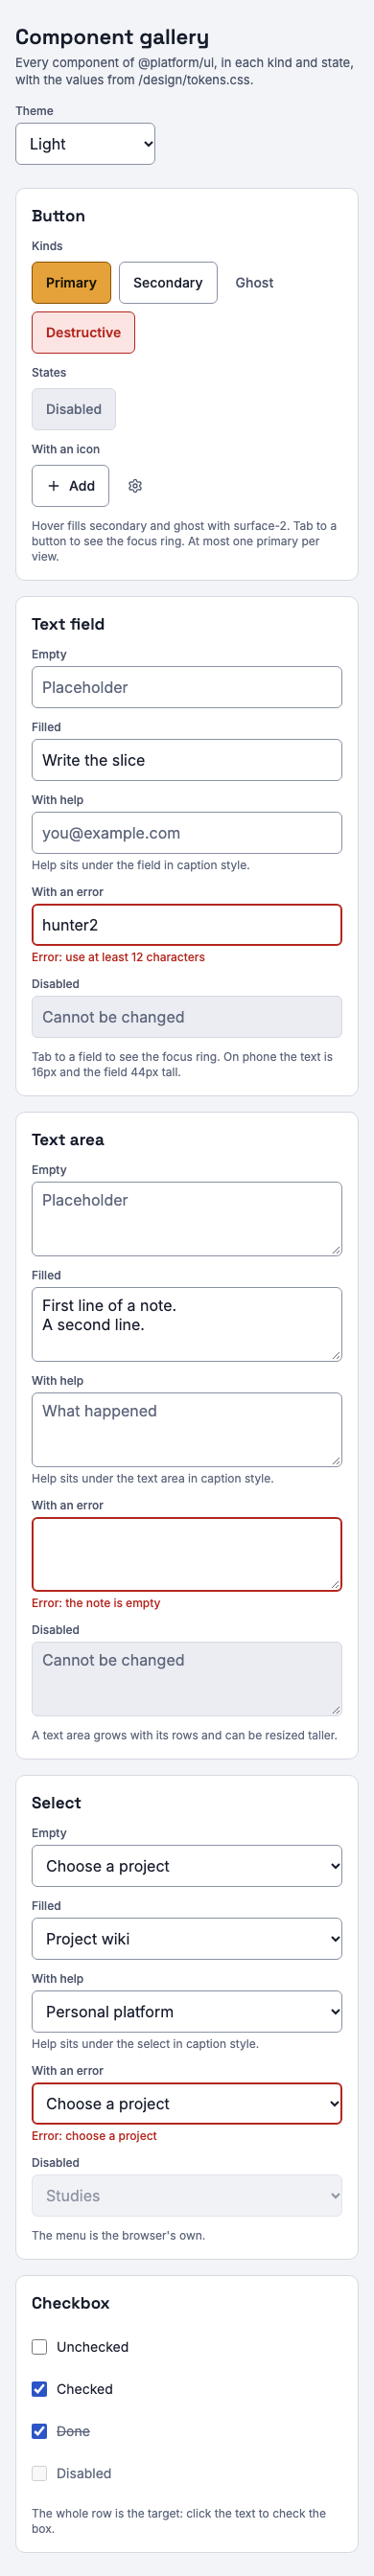 Component gallery
Every component of @platform/ui, in each kind and state,
with the values from /design/tokens.css.
Theme
Light
Button
Kinds
Primary
Secondary
Ghost
Destructive
States
Disabled
With an icon
Add
Hover fills secondary and ghost with surface-2. Tab to a
button to see the focus ring. At most one primary per
view.
Text field
Empty
Placeholder
Filled
Write the slice
With help
you@example.com
Help sits under the field in caption style.
With an error
hunter2
Error: use at least 12 characters
Disabled
Cannot be changed
Tab to a field to see the focus ring. On phone the text is
16px and the field 44px tall.
Text area
Empty
Placeholder
Filled
First line of a note.
A second line.
With help
What happened
Help sits under the text area in caption style.
With an error
Error: the note is empty
Disabled
Cannot be changed
A text area grows with its rows and can be resized taller.
Select
Empty
Choose a project
Filled
Project wiki
With help
Personal platform
Help sits under the select in caption style.
With an error
Choose a project
Error: choose a project
Disabled
Studies
The menu is the browser's own.
Checkbox
Unchecked
Checked
Done
Disabled
The whole row is the target: click the text to check the
box.